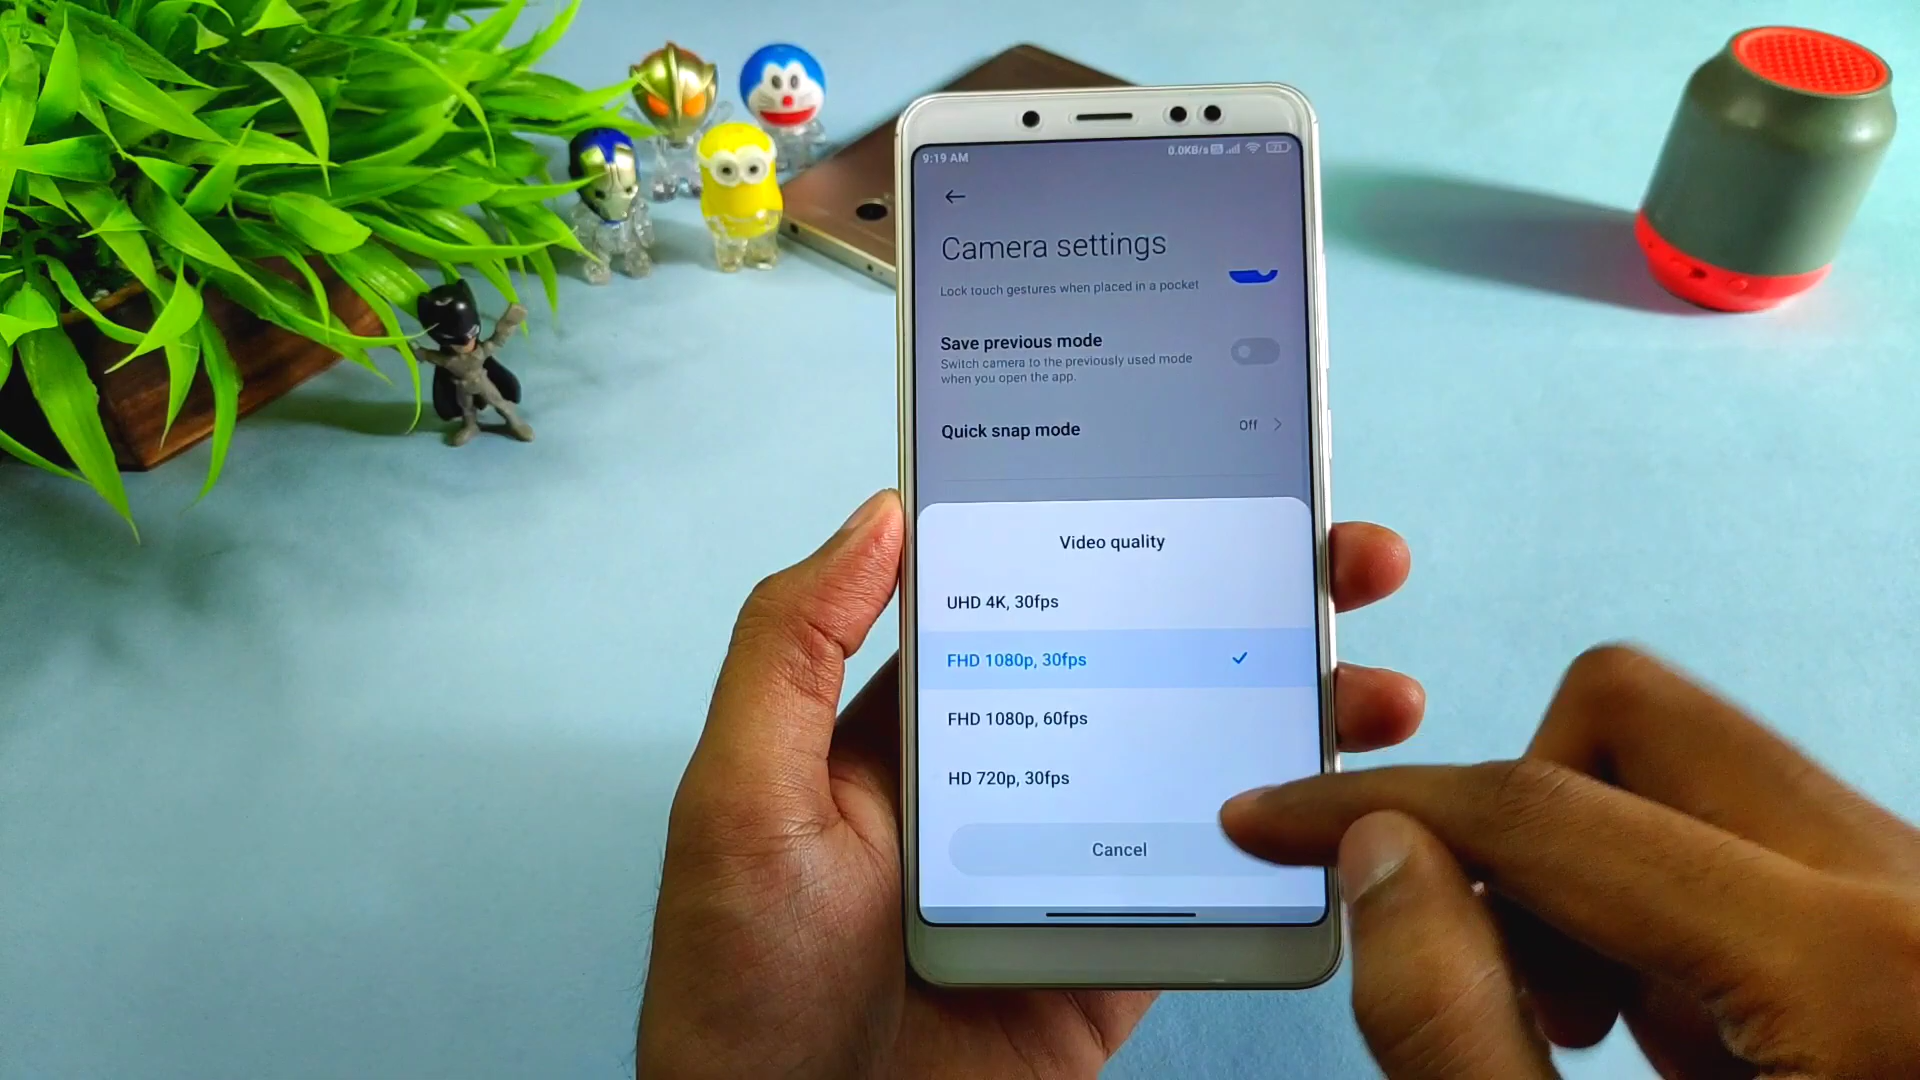 9:19 AM
0.0KB/s
Camera settings
Lock touch gestures when placed in a pocket
Save previous mode
Switch camera to the previously used mode
when you open the app.
Quick snap mode
Off
Video quality
UHD 4K, 30fps
FHD 1080p, 30fps
FHD 1080p, 60fps
HD 720p, 30fps
Cancel